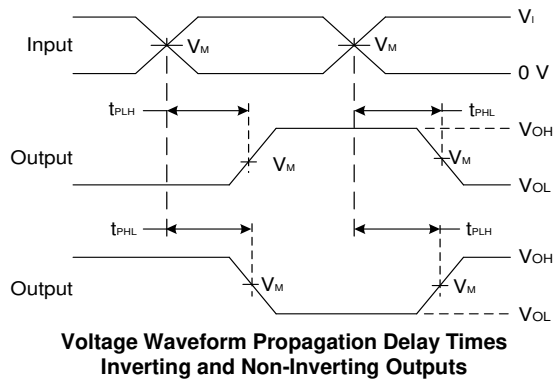 VI
Input
VM
VM
0 V
tPLH
tPHL
VOH
Output
VM
VM
VOL
tPHL
tPLH
VOH
Output
VM
VM
VOL
Voltage Waveform Propagation Delay Times
Inverting and Non-Inverting Outputs